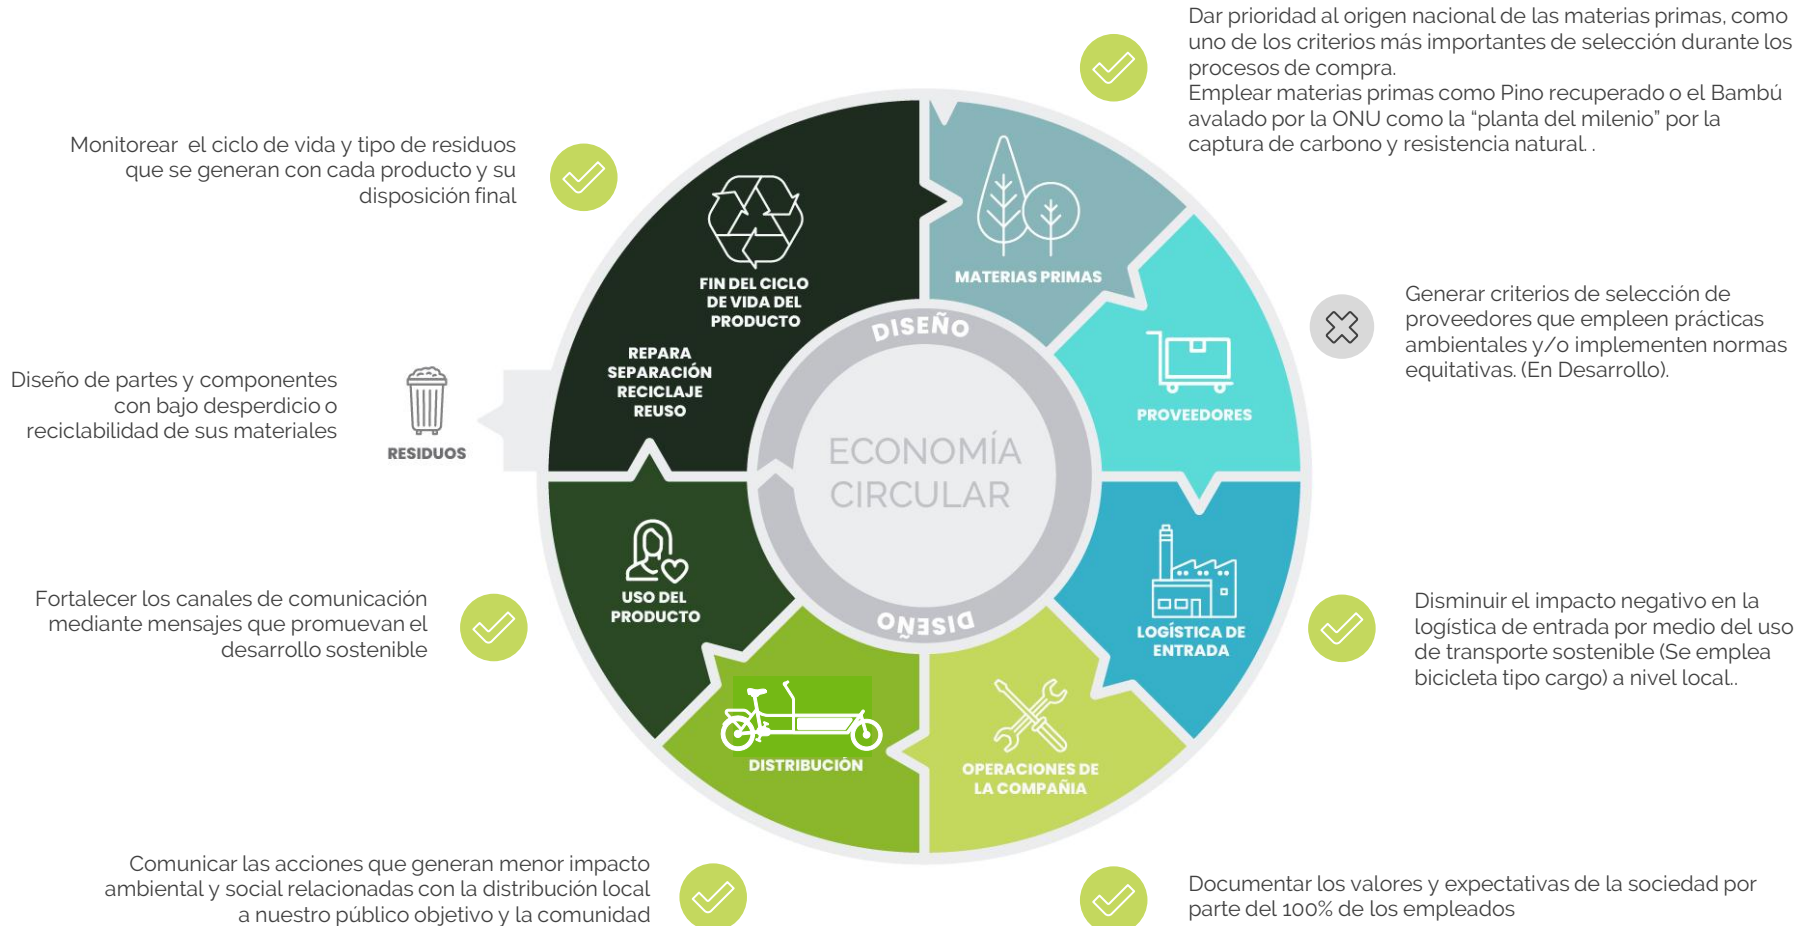 Dar prioridad al origen nacional de las materias primas, como
uno de los criterios más importantes de selección durante los
procesos de compra.
Emplear materias primas como Pino recuperado o el Bambú
avalado por la ONU como la “planta del milenio” por la
captura de carbono y resistencia natural. .
Monitorear el ciclo de vida y tipo de residuos
que se generan con cada producto y su
disposición final
FIN DEL CICLO
DE VIDA DEL
PRODUCTO
REPARA
SEPARACIÓN
RECICLAJE
REUSO
MATERIAS PRIMAS
DISEÑO
Generar criterios de selección de
proveedores que empleen prácticas
ambientales y/o implementen normas
equitativas. (En Desarrollo).
PROVEEDORES
Diseño de partes y componentes
con bajo desperdicio o
reciclabilidad de sus materiales
RESIDUOS
ECONOMÍA
CIRCULAR
USO DEL
PRODUCTO
LOGÍSTICA DE
ENTRADA
DISEÑO
Fortalecer los canales de comunicación
mediante mensajes que promuevan el
desarrollo sostenible
Disminuir el impacto negativo en la
logística de entrada por medio del uso
de transporte sostenible (Se emplea
bicicleta tipo cargo) a nivel local..
DISTRIBUCIÓN
OPERACIONES DE
LA COMPAÑIA
Comunicar las acciones que generan menor impacto
ambiental y social relacionadas con la distribución local
a nuestro público objetivo y la comunidad
Documentar los valores y expectativas de la sociedad por
parte del 100% de los empleados